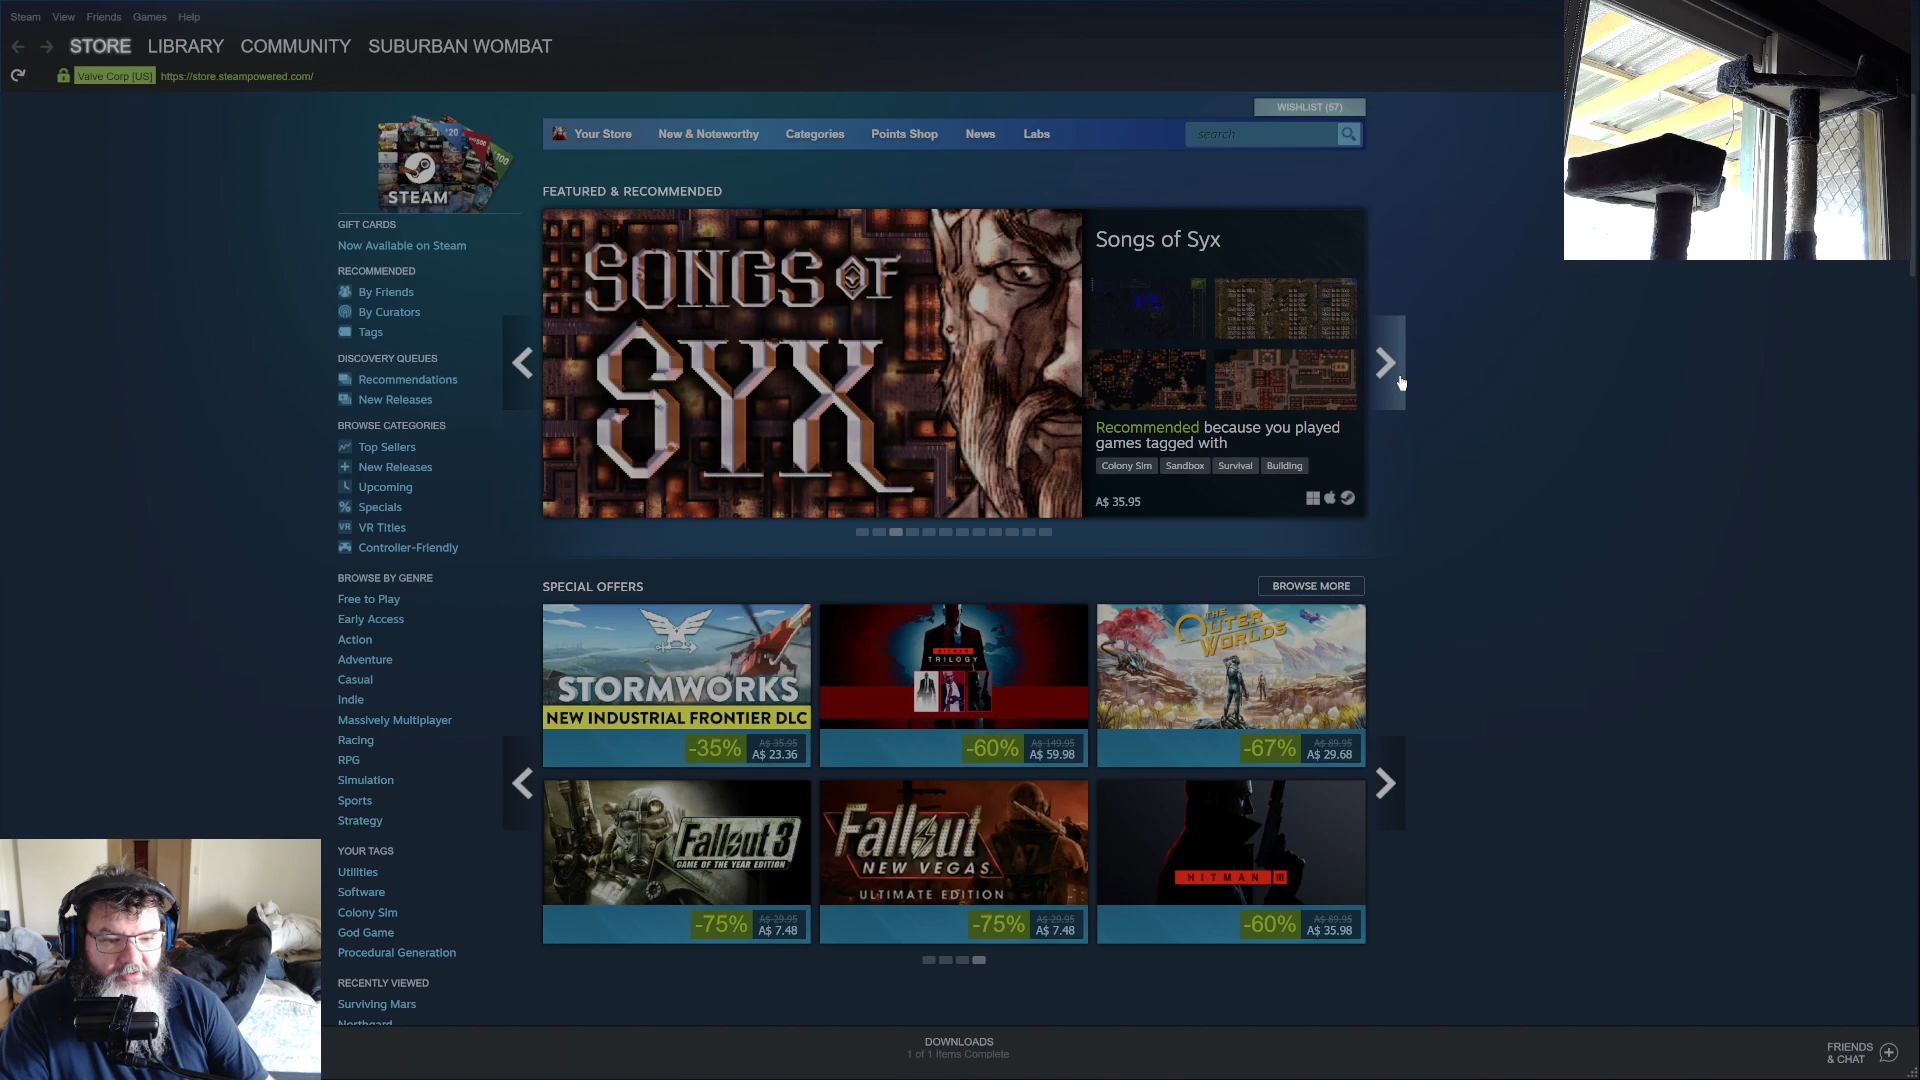 Steam View Friends Games Help
STORE LIBRARY COMMUNITY SUBURBAN WOMBAT
Valve Corp [US] https://store.steampowered.com/
WISHLIST (57)
Your Store New & Noteworthy Categories Points Shop News Labs search
$20
$100
STEAM
GIFT CARDS
Now Available on Steam
RECOMMENDED
By Friends
By Curators
Tags
DISCOVERY QUEUES
Recommendations
New Releases
BROWSE CATEGORIES
Top Sellers
New Releases
Upcoming
Specials
VR VR Titles
Controller-Friendly
BROWSE BY GENRE
Free to Play
Early Access
Action
Adventure
Casual
Indie
Massively Multiplayer
Racing
RPG
Simulation
Sports
Strategy
YOUR TAGS
Utilities
Software
Colony Sim
God Game
Procedural Generation
RECENTLY VIEWED
Surviving Mars
Northgard
FEATURED & RECOMMENDED
SONGS OF
SYX
Songs of Syx
Recommended because you played
games tagged with
Colony Sim Sandbox Survival Building
A$ 35.95
SPECIAL OFFERS
BROWSE MORE
STORMWORKS
NEW INDUSTRIAL FRONTIER DLC
-35% A$ 35.95
A$ 23.36
HITMAN
TRILOGY
-60% A$ 149.95
A$ 59.98
THE
OUTER
WORLDS
-67% A$ 89.95
A$ 29.68
Fallout 3
GAME OF THE YEAR EDITION
-75% A$ 29.95
A$ 7.48
Fallout
NEW VEGAS
ULTIMATE EDITION
-75% A$ 29.95
A$ 7.48
HITMAN III
-60% A$ 89.95
A$ 35.98
DOWNLOADS
1 of 1 Items Complete
FRIENDS
& CHAT